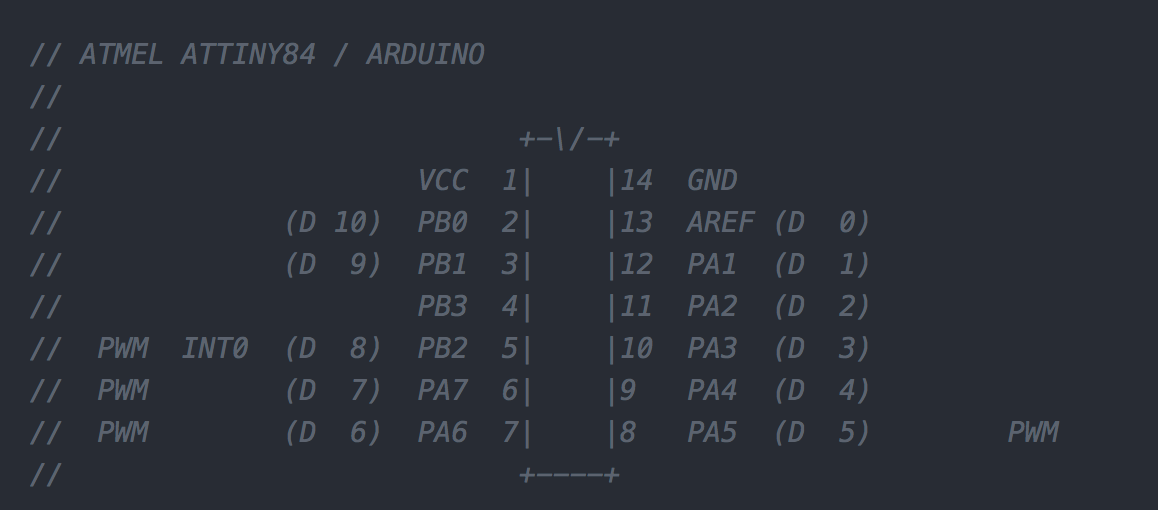 // ATMEL ATTINY84 / ARDUINO
//
//                           +-\/-+
//                     VCC  1|    |14  GND
//             (D 10)  PB0  2|    |13  AREF (D  0)
//             (D  9)  PB1  3|    |12  PA1  (D  1)
//                     PB3  4|    |11  PA2  (D  2)
//  PWM  INT0  (D  8)  PB2  5|    |10  PA3  (D  3)
//  PWM        (D  7)  PA7  6|    |9   PA4  (D  4)
//  PWM        (D  6)  PA6  7|    |8   PA5  (D  5)        PWM
//                           +----+